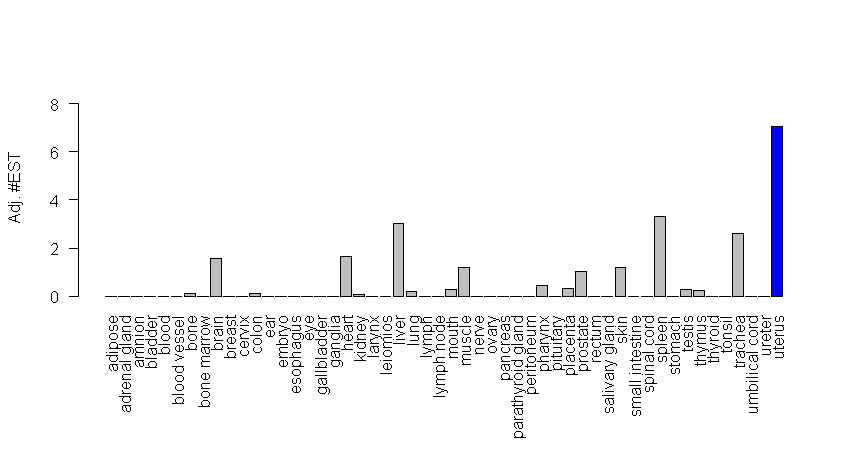 Adj. #EST
8
6
4
2
0
adipose
adrenal gland
amnion
bladder
blood
blood vessel
bone
bone marrow
brain
breast
cervix
colon
ear
embryo
esophagus
eye
gallbladder
ganglia
heart
kidney
larynx
leiomios
liver
lung
lymph
lymph node
mouth
muscle
nerve
ovary
pancreas
parathyroid gland
peritoneum
pharynx
pituitary
placenta
prostate
rectum
salivary gland
skin
small intestine
spinal cord
spleen
stomach
testis
thymus
thyroid
tonsil
trachea
umbilical cord
ureter
uterus